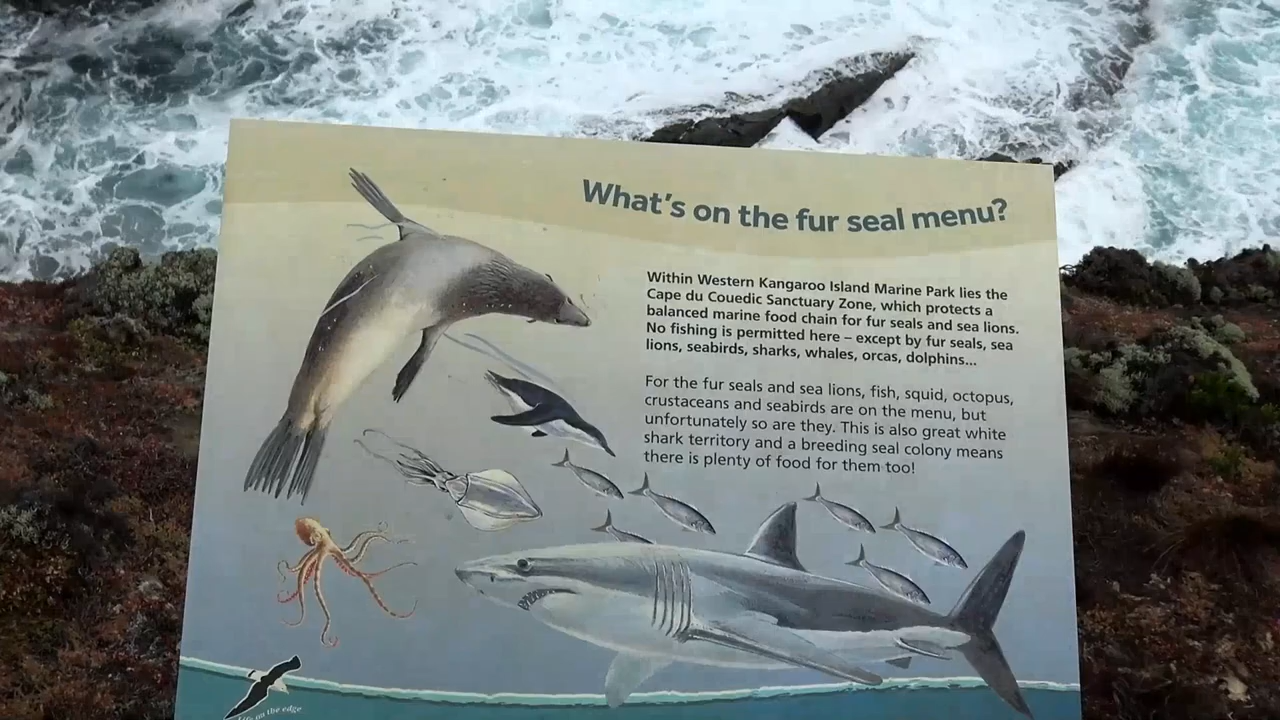 What's on the fur seal menu?
Within Western Kangaroo Island Marine Park lies the
Cape du Couedic Sanctuary Zone, which protects a
balanced marine food chain for fur seals and sea lions.
No fishing is permitted here – except by fur seals, sea
lions, seabirds, sharks, whales, orcas, dolphins...
For the fur seals and sea lions, fish, squid, octopus,
crustaceans and seabirds are on the menu, but
unfortunately so are they. This is also great white
shark territory and a breeding seal colony means
there is plenty of food for them too!
Life on the edge